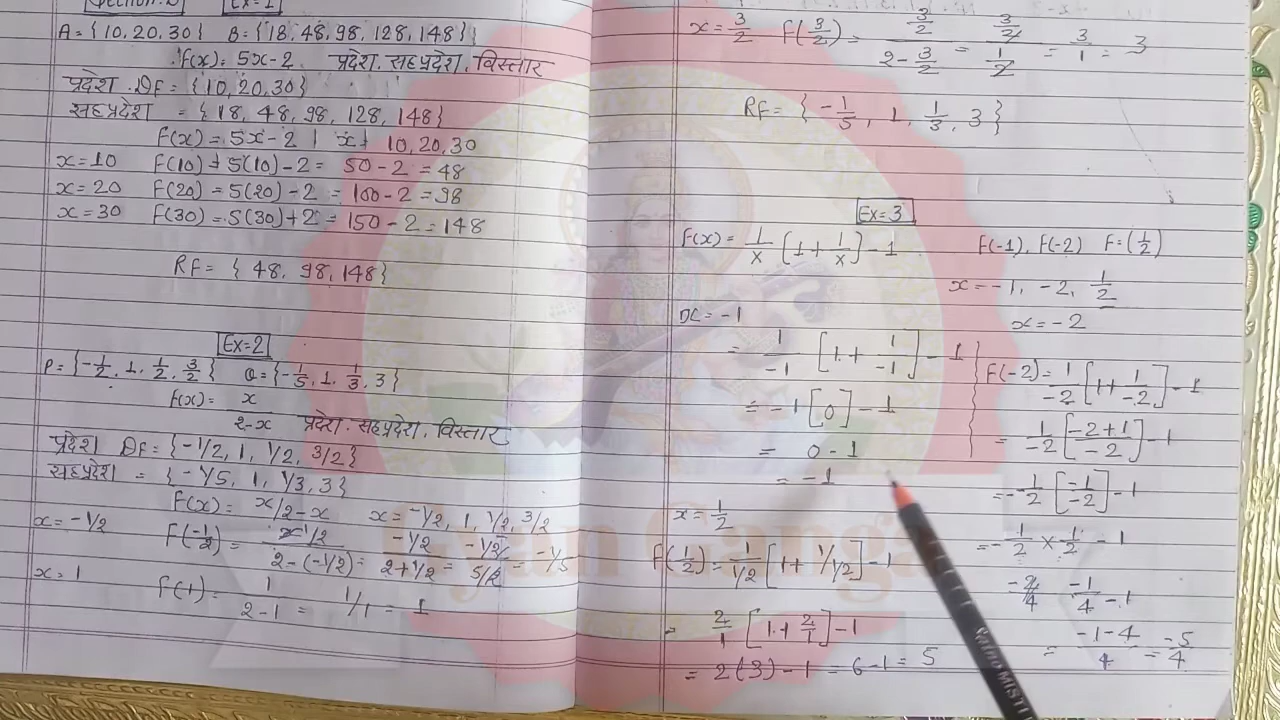 Ex=1
A = {10, 20, 30} B = {18, 48, 98, 128, 148}
F(x) = 5x-2 प्रदेश, सहप्रदेश, विस्तार
प्रदेश DF = {10, 20, 30}
सहप्रदेश = {18, 48, 98, 128, 148}
F(x) = 5x-2 | x = 10, 20, 30
x=10 F(10) = 5(10)-2 = 50-2 = 48
x=20 F(20) = 5(20)-2 = 100-2 = 98
x=30 F(30) = 5(30)+2 = 150-2 = 148
RF = {48, 98, 148}
Ex=2
P = {-1/2, 1, 1/2, 3/2} Q = {-1/5, 1, 1/3, 3}
F(x) = x/2-x प्रदेश, सहप्रदेश, विस्तार
प्रदेश DF = {-1/2, 1, 1/2, 3/2}
सहप्रदेश = {-1/5, 1, 1/3, 3}
F(x) = x/2-x x = -1/2, 1, 1/2, 3/2
x = -1/2 F(-1/2) = -1/2 / 2-(-1/2) = -1/2 / 2+1/2 = -1/2 / 5/2 = -1/5
x = 1 F(1) = 1/2-1 = 1/1 = 1
x = 3/2 F(3/2) = 3/2 / 2-3/2 = 3/2 / 1/2 = 3/1 = 3
RF = {-1/5, 1, 1/3, 3}
Ex=3
F(x) = 1/x [1+1/x] -1 F(-1), F(-2) F=(1/2)
x = -1, -2, 1/2
x = -1
= 1/-1 [1+1/-1] -1
= -1[0] -1
= 0-1
= -1
x = 1/2
F(1/2) = 1/1/2 [1+1/1/2] -1
= 2/1 [1+2/1] -1
= 2(3)-1 = 6-1 = 5
x = -2
F(-2) = 1/-2 [1+1/-2] -1
= 1/-2 [-2+1/-2] -1
= -1/2 [-1/-2] -1
= -1/2 × 1/2 -1
-1/4 -1
= -1-4/4 = -5/4
Gyan Ganga